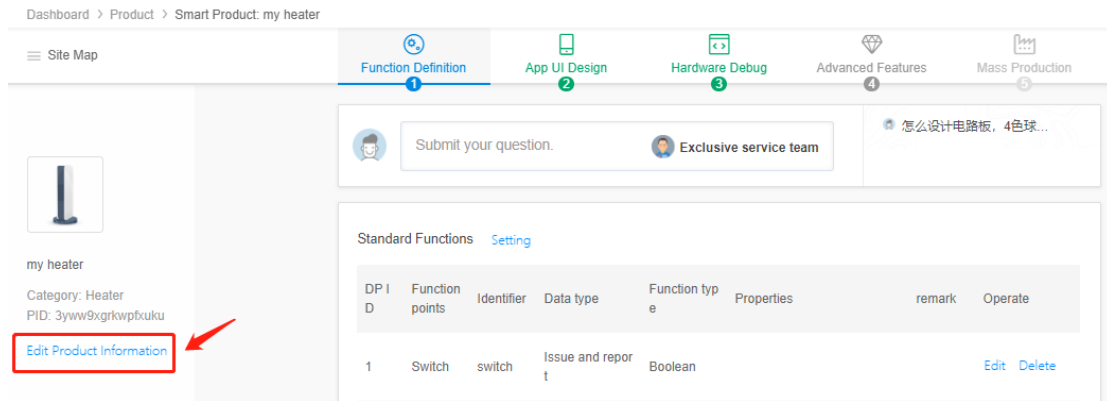 Dashboard > Product > Smart Product: my heater
Site Map
Function Definition
1
App UI Design
2
Hardware Debug
3
Advanced Features
4
Mass Production
5
Submit your question.
Exclusive service team
怎么设计电路板，4色球...
my heater
Category: Heater
PID: 3yww9xgrkwpfxuku
Edit Product Information
Standard Functions Setting
DP I
D
Function
points
Identifier
Data type
Function typ
e
Properties
remark
Operate
1
Switch
switch
Issue and repor
t
Boolean
Edit Delete